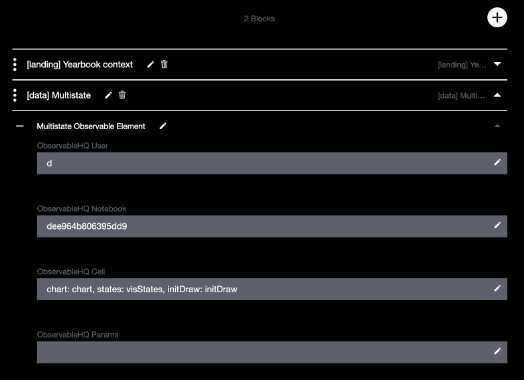 2 Blocks
[landing] Yearbook context
[landing] Ye...
[data] Multistate
[data] Multi...
Multistate Observable Element
ObservableHQ User
d
ObservableHQ Notebook
dee964b806395dd9
ObservableHQ Cell
chart: chart, states: visStates, initDraw: initDraw
ObservableHQ Params